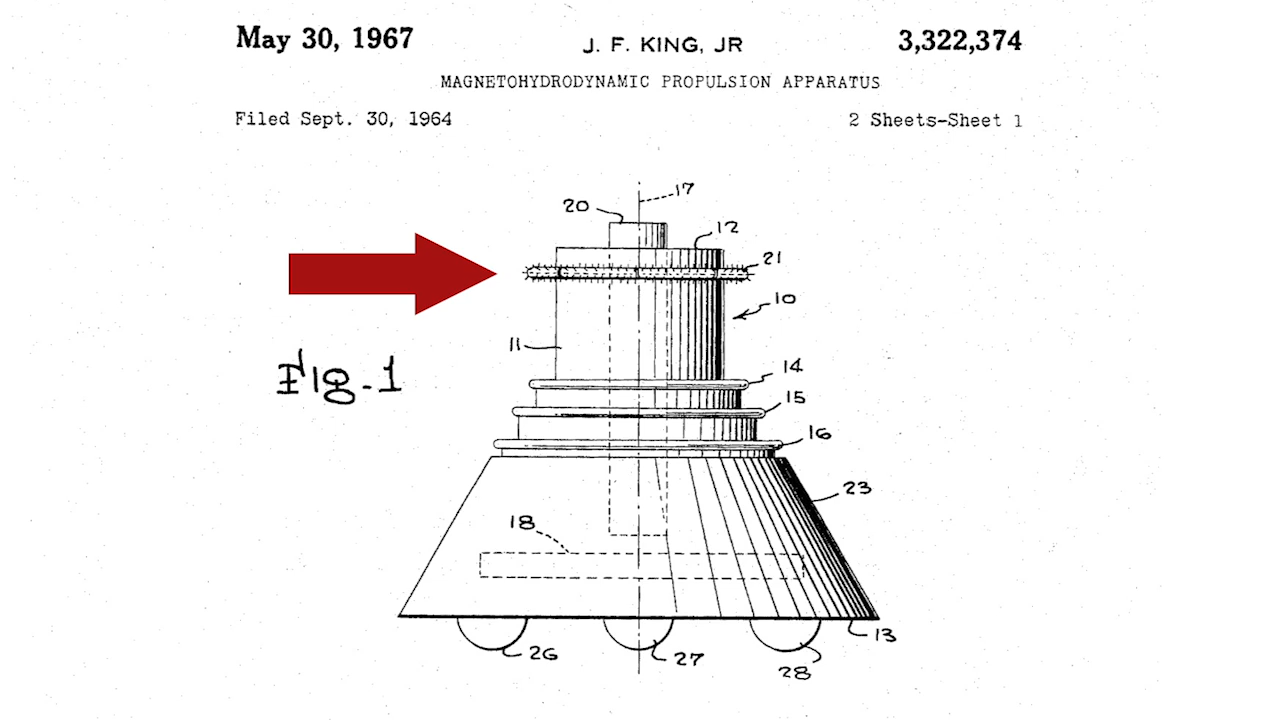 May 30, 1967
J. F. KING, JR
3,322,374
MAGNETOHYDRODYNAMIC PROPULSION APPARATUS
Filed Sept. 30, 1964
2 Sheets-Sheet 1
17
20
12
21
10
11
14
Fig-1
15
16
23
18
13
26
27
28